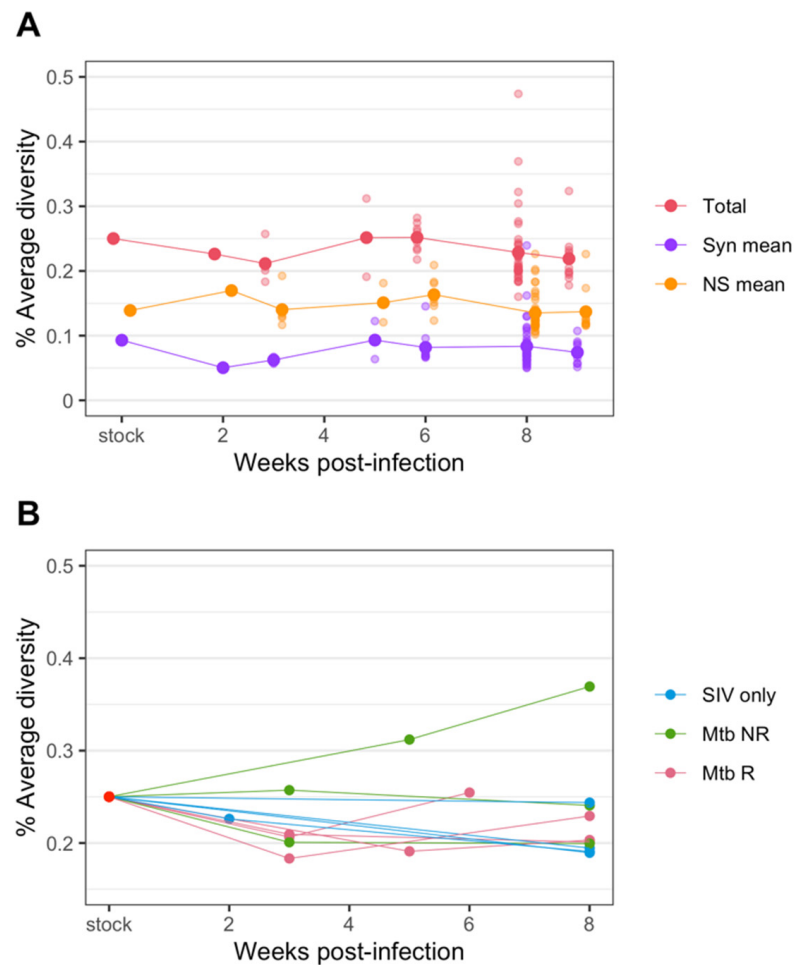 A
0.5
0.4
0.3
0.2
0.1
0
% Average diversity
stock 2 4 6 8
Weeks post-infection
Total
Syn mean
NS mean
B
0.5
0.4
0.3
0.2
% Average diversity
stock 2 4 6 8
Weeks post-infection
SIV only
Mtb NR
Mtb R